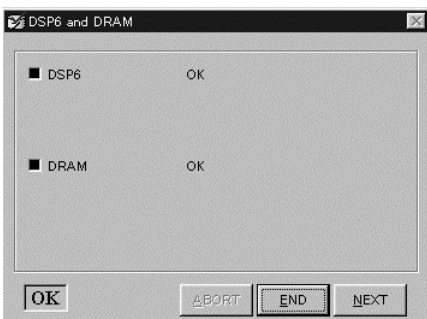 DSP6 and DRAM
DSP6 OK
DRAM OK
OK ABORT END NEXT